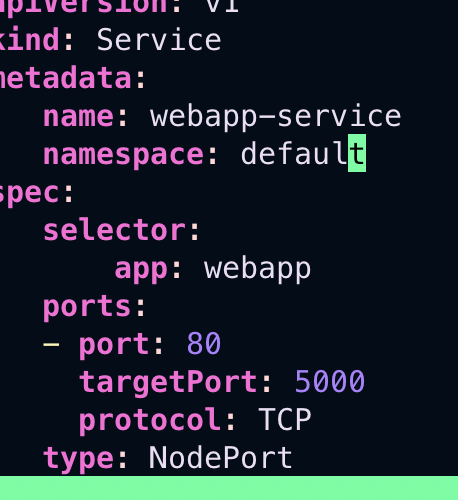 apiVersion: v1
kind: Service
metadata:
   name: webapp-service
   namespace: default
spec:
   selector:
       app: webapp
   ports:
   - port: 80
     targetPort: 5000
     protocol: TCP
   type: NodePort